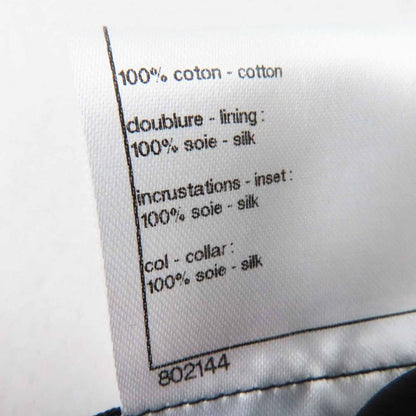 100% coton - cotton
doublure - lining :
100% soie - silk
incrustations - inset :
100% soie - silk
col - collar :
100% soie - silk
802144